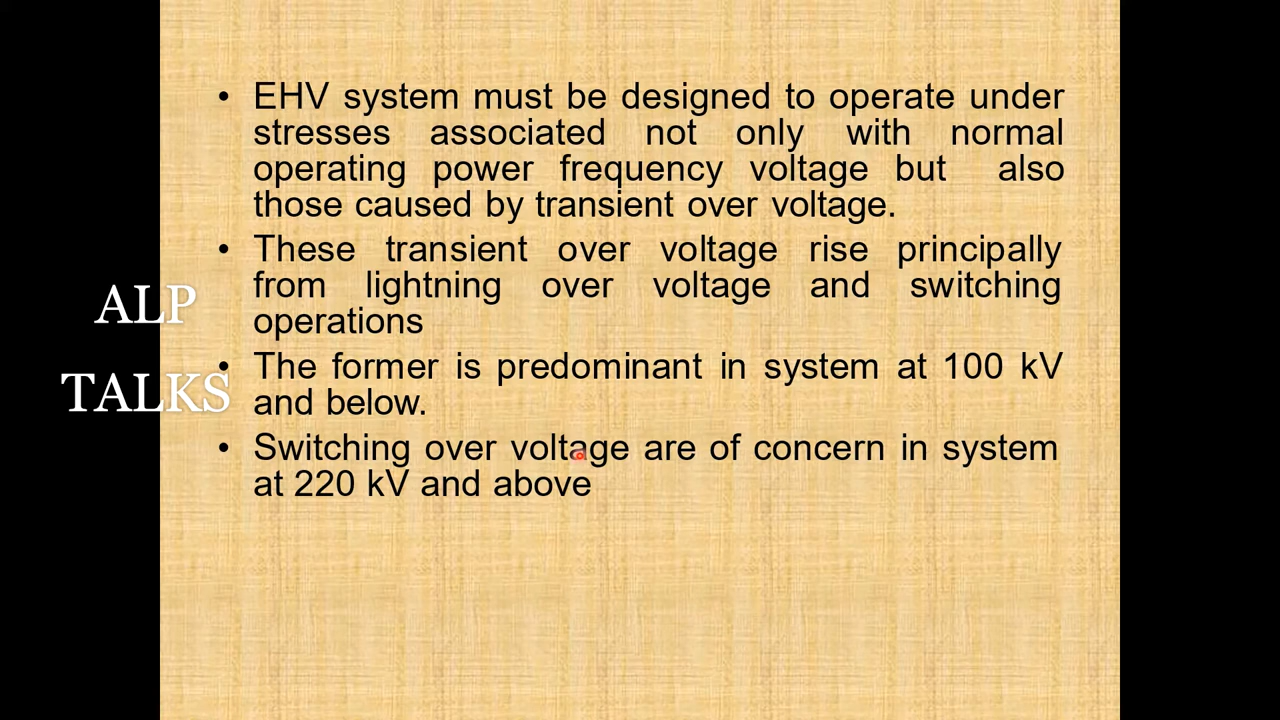 • EHV system must be designed to operate under
stresses associated not only with normal
operating power frequency voltage but also
those caused by transient over voltage.
• These transient over voltage rise principally
from lightning over voltage and switching
operations
• The former is predominant in system at 100 kV
and below.
• Switching over voltage are of concern in system
at 220 kV and above
ALP
TALKS